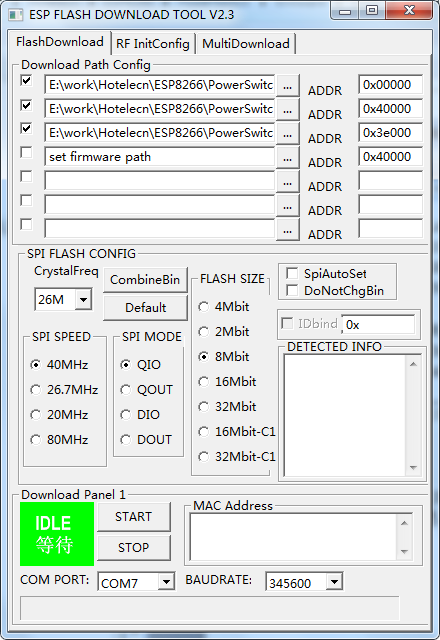 ESP FLASH DOWNLOAD TOOL V2.3
FlashDownload RF InitConfig MultiDownload
Download Path Config
E:\work\Hotelecn\ESP8266\PowerSwitc ... ADDR 0x00000
E:\work\Hotelecn\ESP8266\PowerSwitc ... ADDR 0x40000
E:\work\Hotelecn\ESP8266\PowerSwitc ... ADDR 0x3e000
set firmware path ... ADDR 0x40000
... ADDR
... ADDR
... ADDR
SPI FLASH CONFIG
CrystalFreq
26M
CombineBin
Default
SPI SPEED
40MHz
26.7MHz
20MHz
80MHz
SPI MODE
QIO
QOUT
DIO
DOUT
FLASH SIZE
4Mbit
2Mbit
8Mbit
16Mbit
32Mbit
16Mbit-C1
32Mbit-C1
SpiAutoSet
DoNotChgBin
IDbind 0x
DETECTED INFO
Download Panel 1
IDLE
等待
START
STOP
MAC Address
COM PORT: COM7 BAUDRATE: 345600